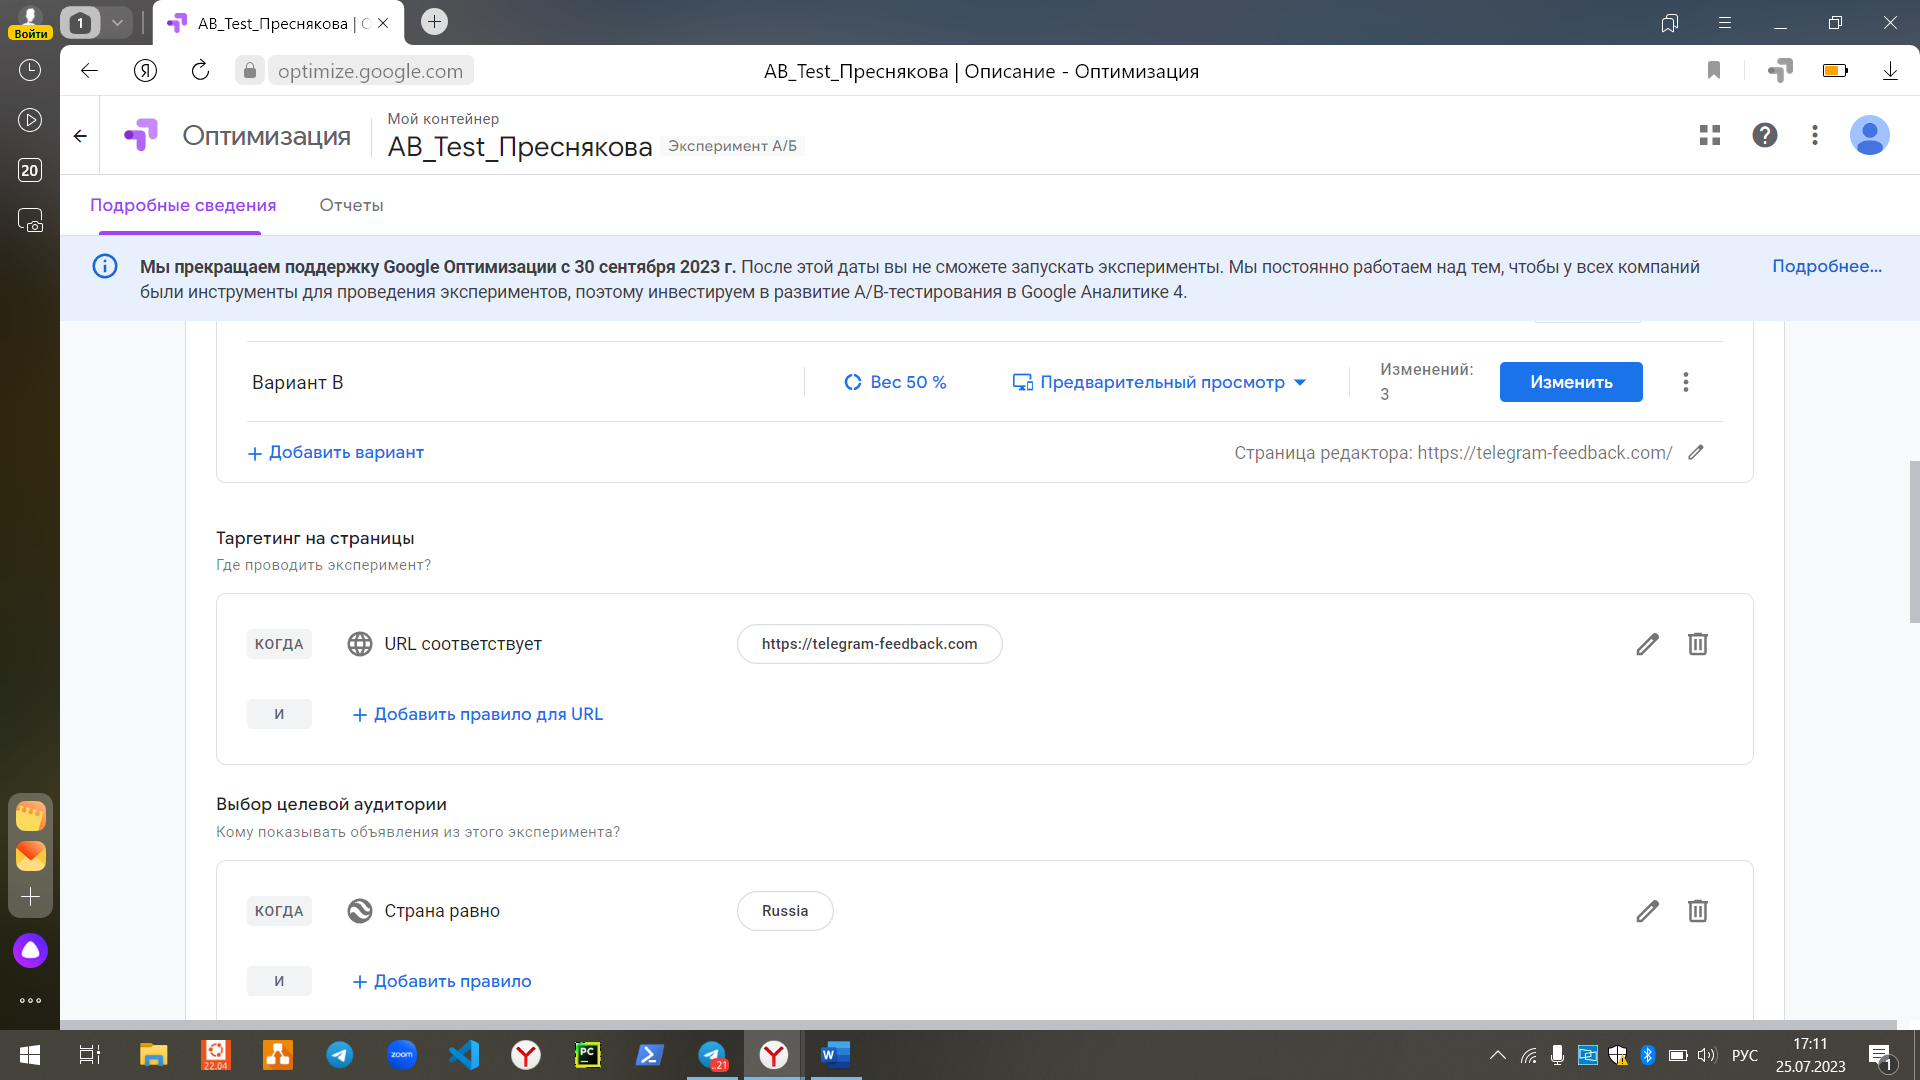 Войти
1
AB_Test_Преснякова | О
optimize.google.com
AB_Test_Преснякова | Описание - Оптимизация
20
Оптимизация
Мой контейнер
AB_Test_Преснякова
Эксперимент А/Б
Подробные сведения
Отчеты
Мы прекращаем поддержку Google Оптимизации с 30 сентября 2023 г. После этой даты вы не сможете запускать эксперименты. Мы постоянно работаем над тем, чтобы у всех компаний
были инструменты для проведения экспериментов, поэтому инвестируем в развитие A/B-тестирования в Google Аналитике 4.
Подробнее...
Вариант B
Вес 50 %
Предварительный просмотр
Изменений:
3
Изменить
Добавить вариант
Страница редактора: https://telegram-feedback.com/
Таргетинг на страницы
Где проводить эксперимент?
КОГДА
URL соответствует
https://telegram-feedback.com
И
Добавить правило для URL
Выбор целевой аудитории
Кому показывать объявления из этого эксперимента?
КОГДА
Страна равно
Russia
И
Добавить правило
22.04
zoom
PC
..21
W
РУС
17:11
25.07.2023
1